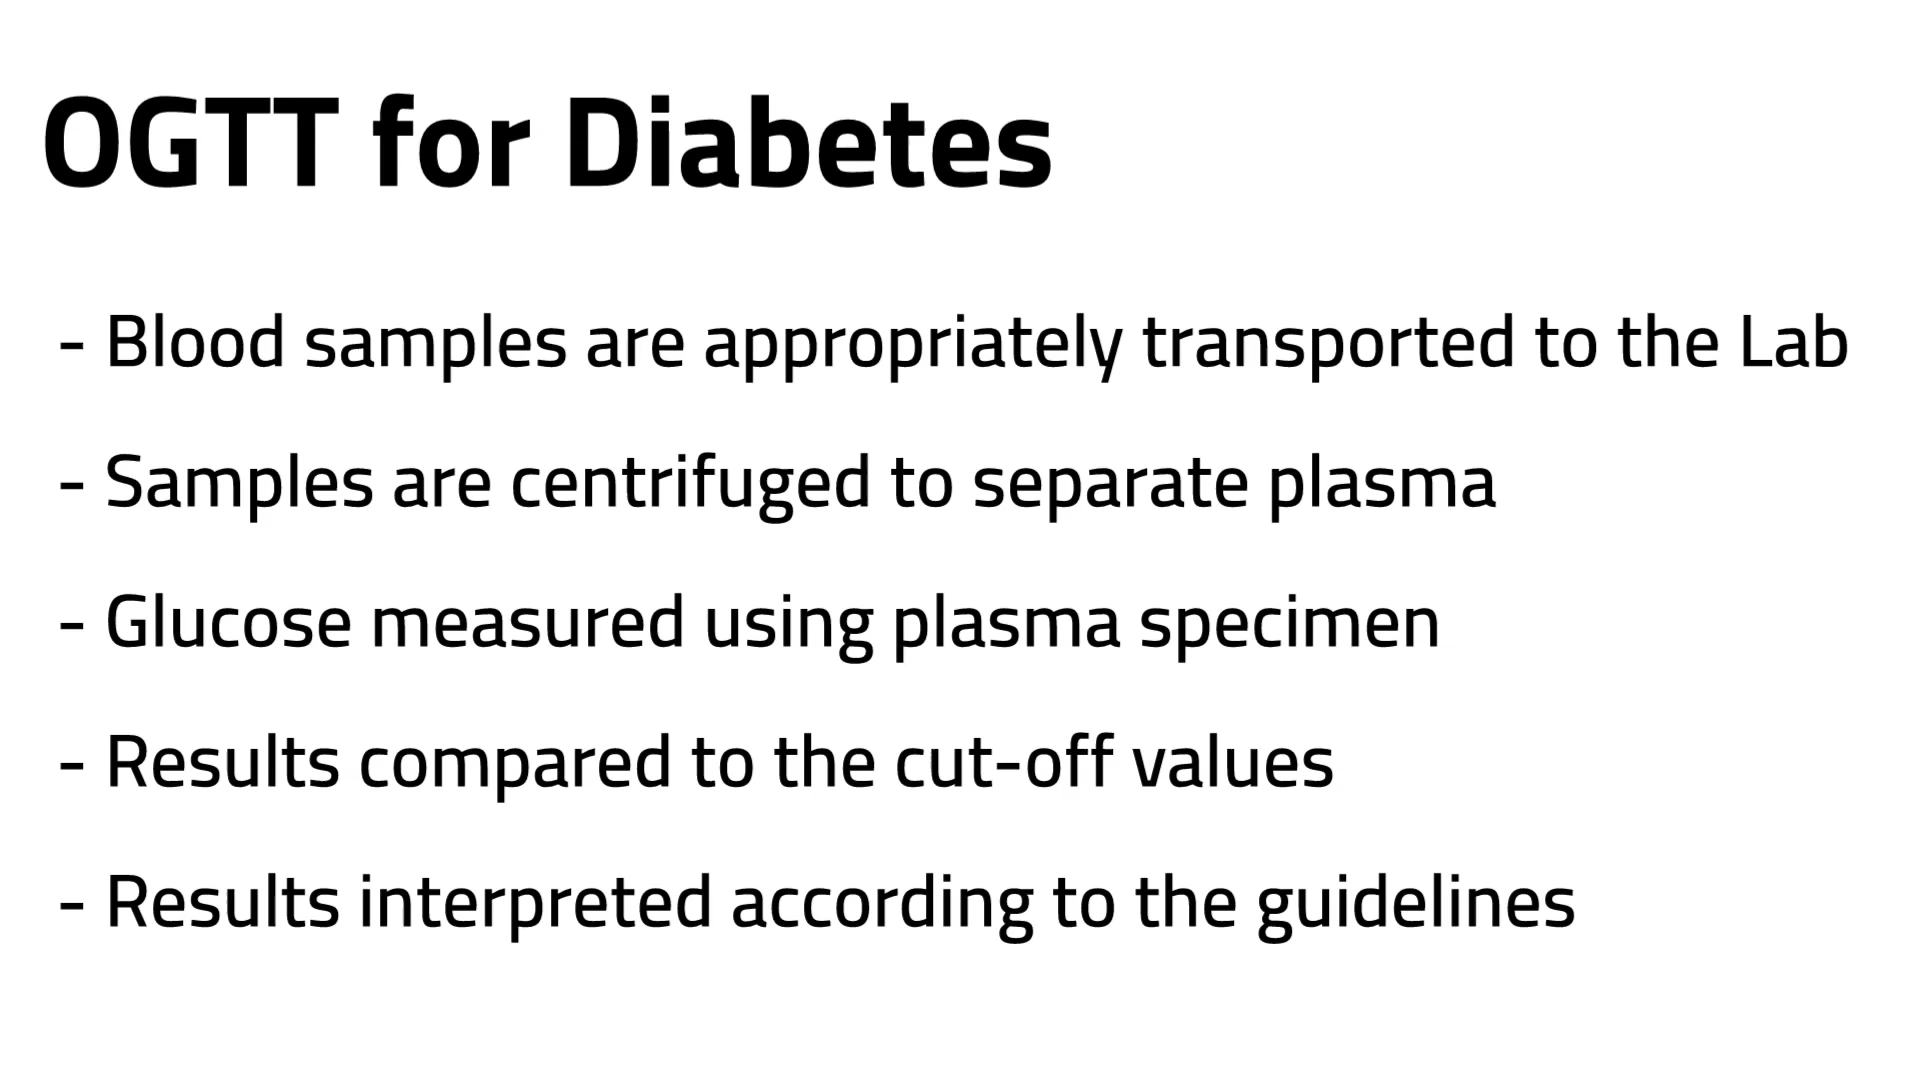 OGTT for Diabetes
- Blood samples are appropriately transported to the Lab
- Samples are centrifuged to separate plasma
- Glucose measured using plasma specimen
- Results compared to the cut-off values
- Results interpreted according to the guidelines